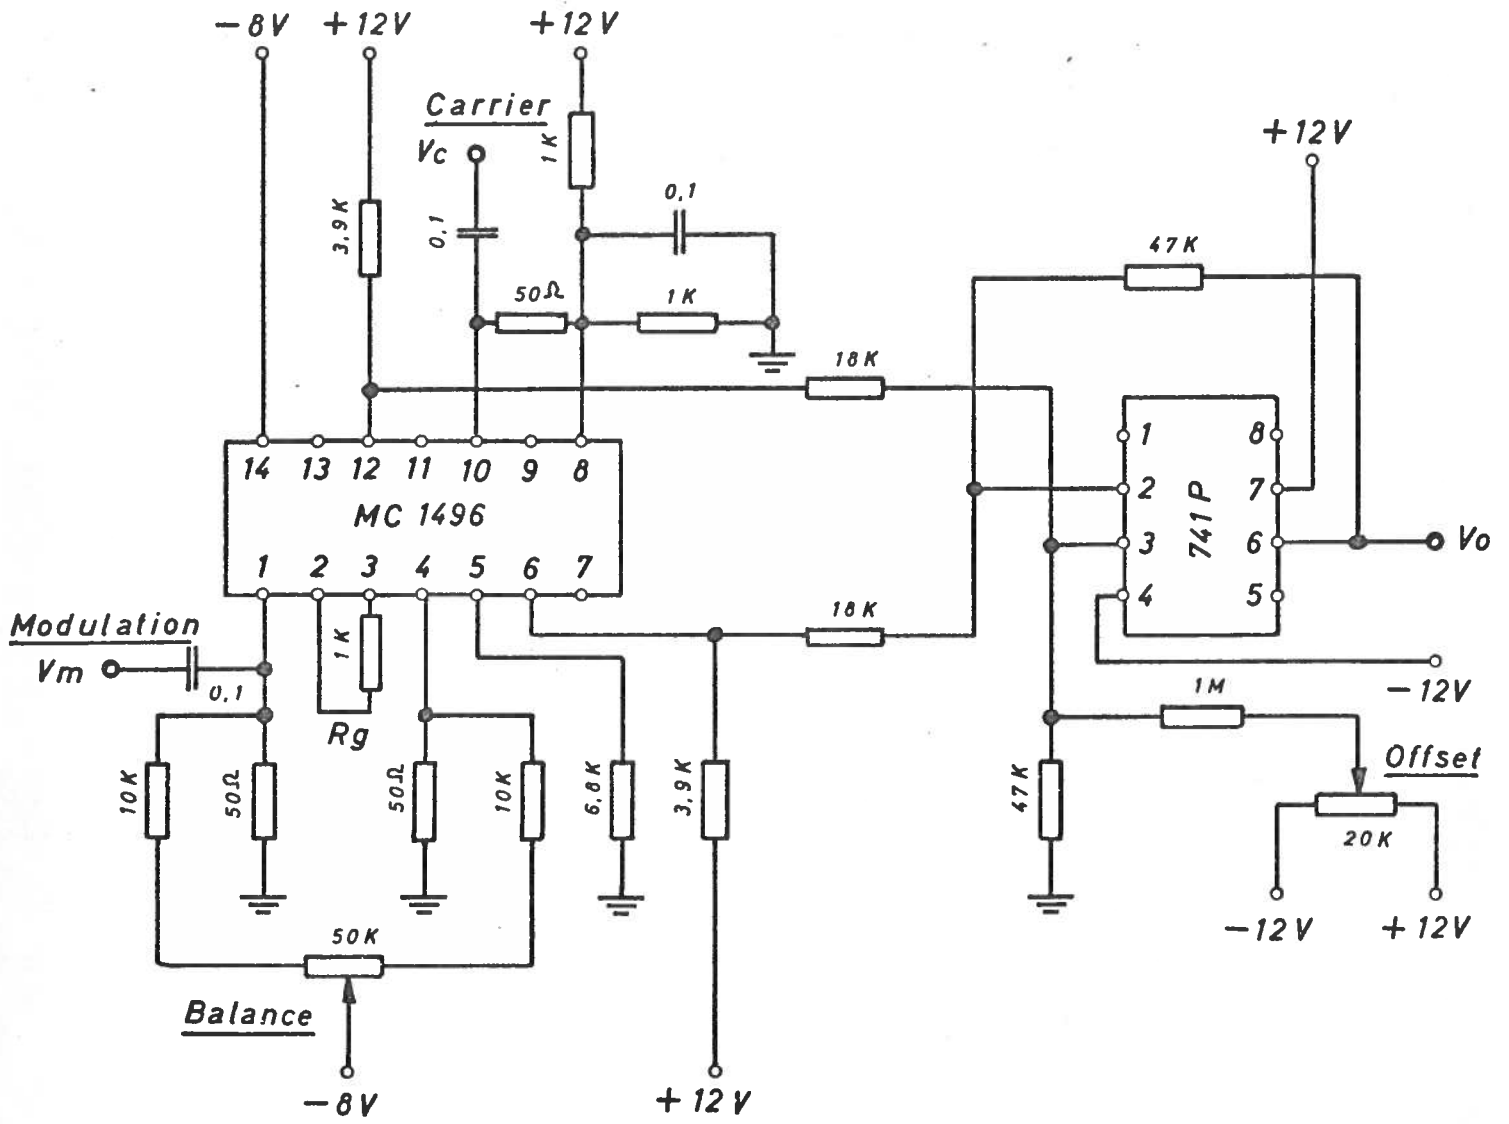 −8V +12V +12V
Carrier
Vc
1K
0,1
+12V
3,9K
0,1
47K
50Ω
1K
18K
14 13 12 11 10 9 8
MC 1496
1 2 3 4 5 6 7
1
2
3
4
741P
8
7
6
5
Vo
Modulation
Vm
0,1
1K
Rg
18K
−12V
1M
Offset
10K
50Ω
50Ω
10K
6,8K
3,9K
47K
20K
−12V
+12V
50K
Balance
−8V
+12V